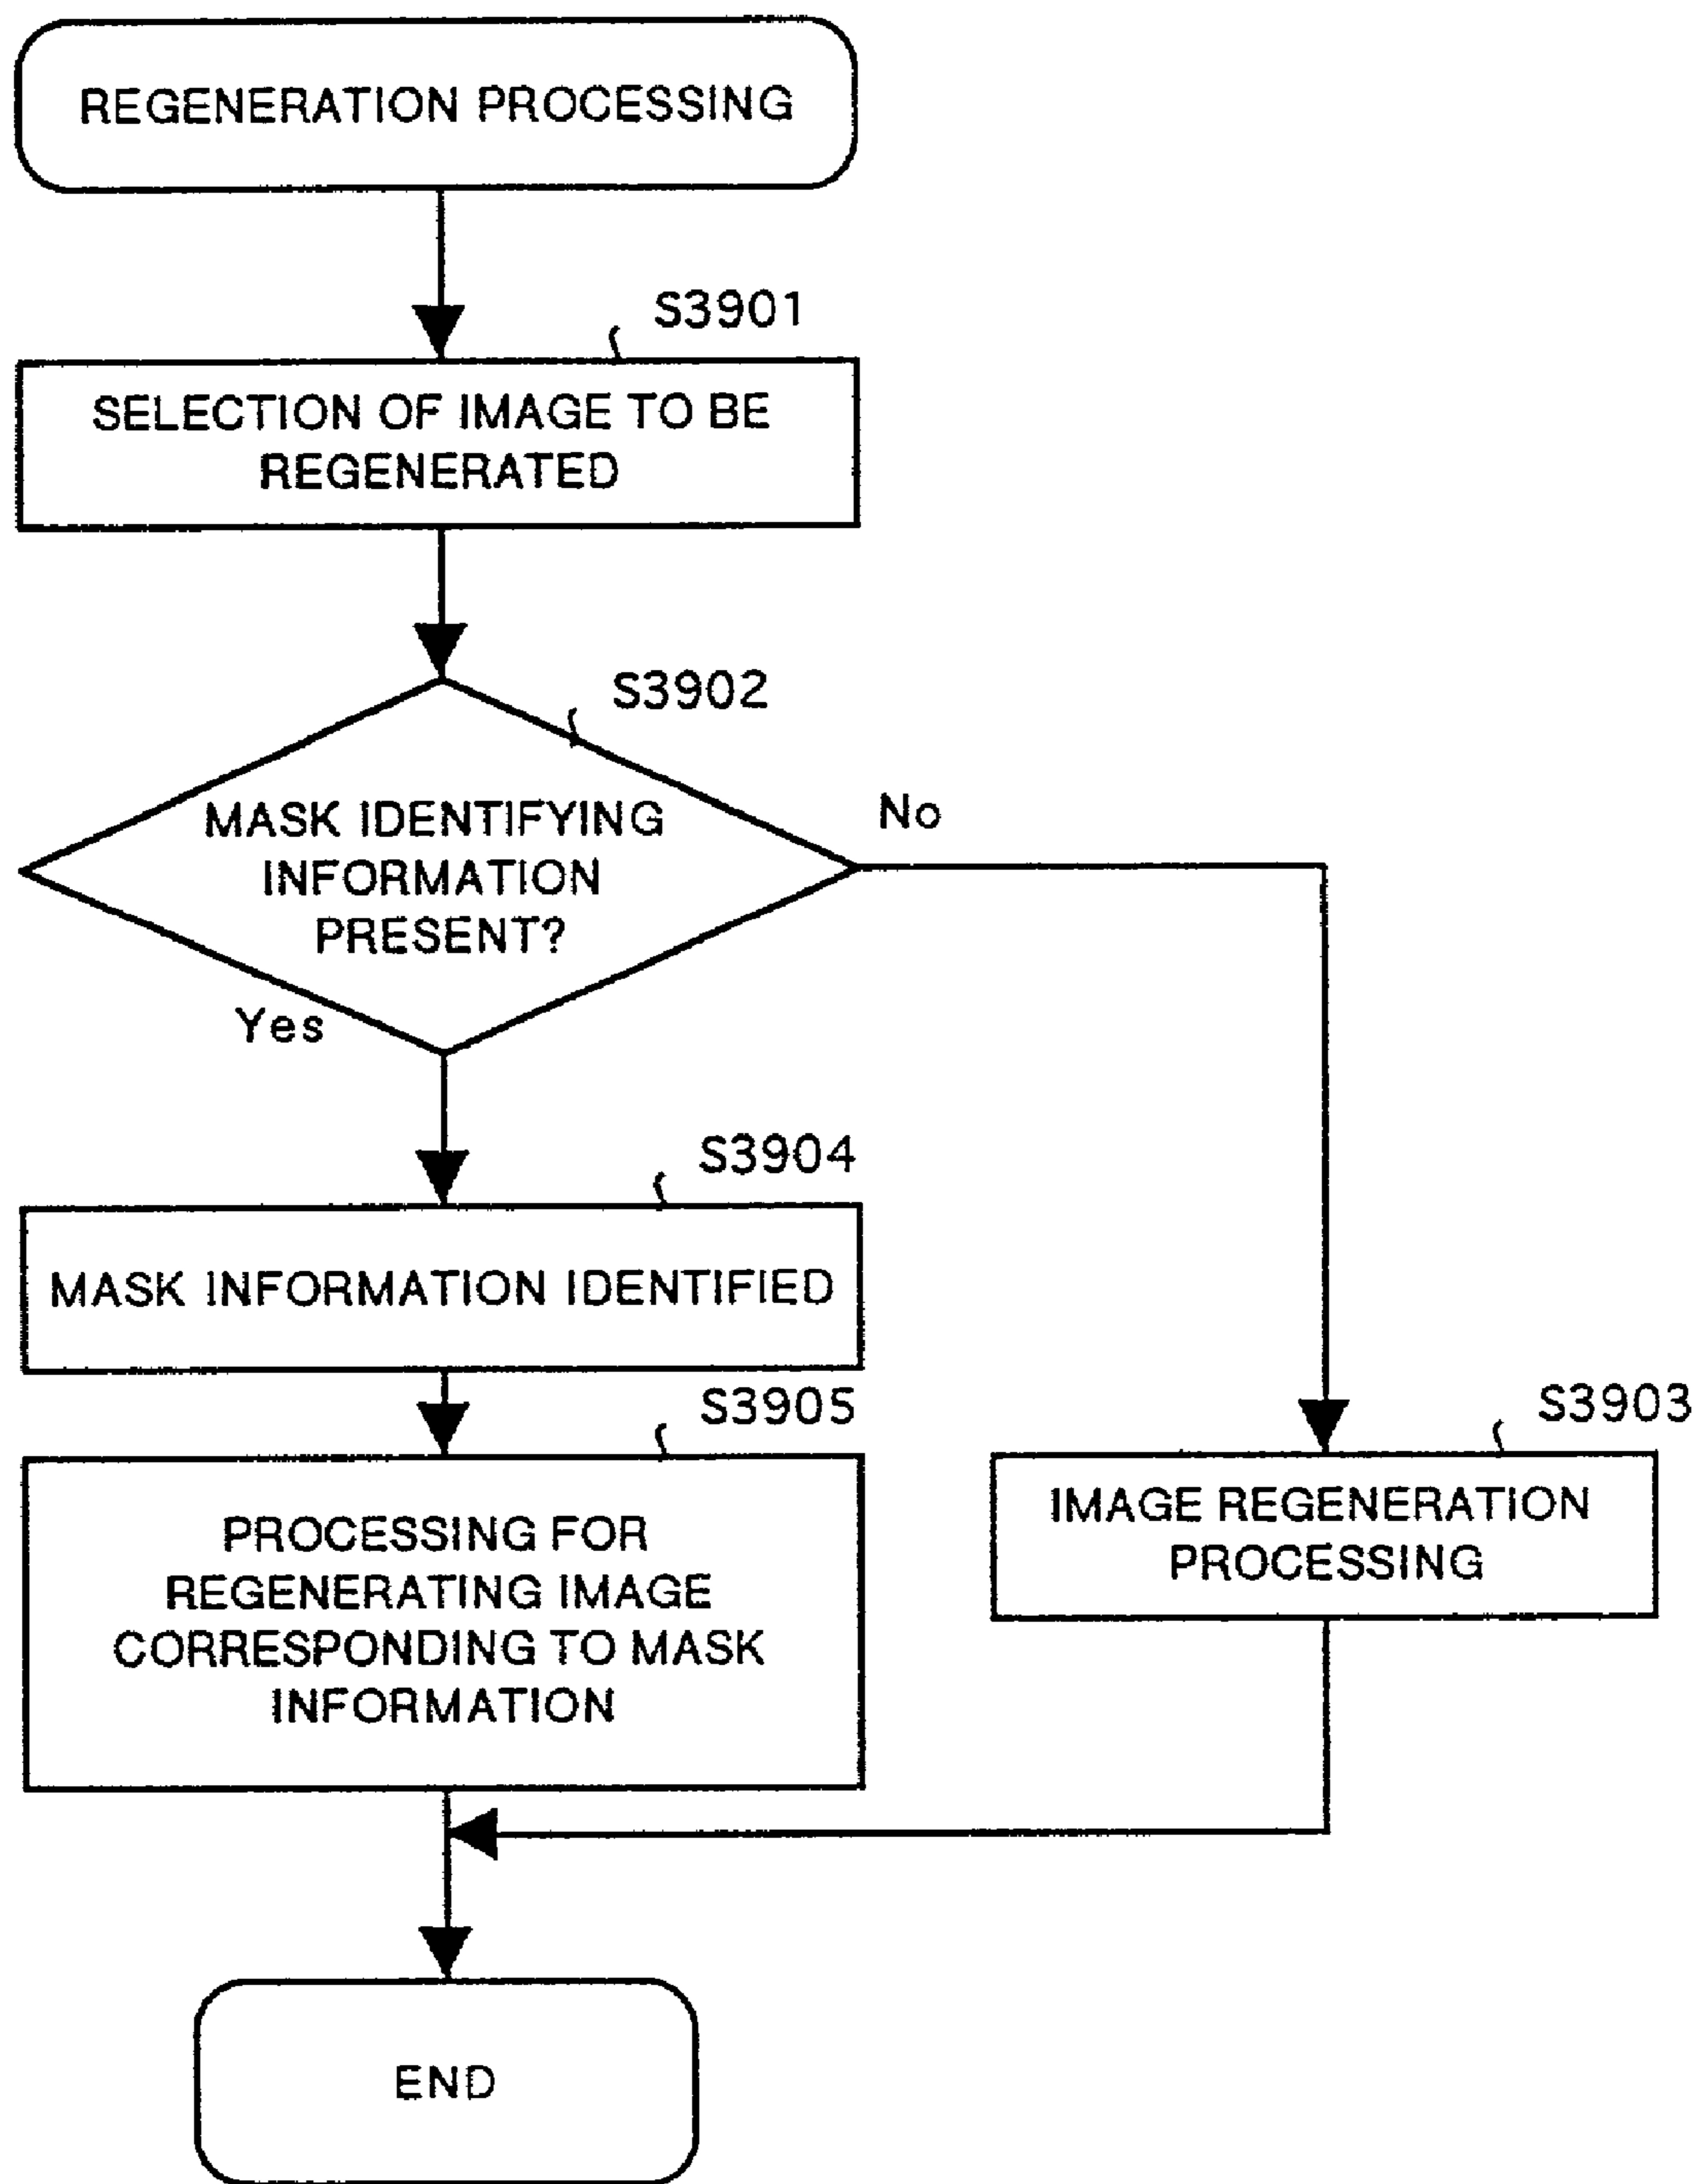 REGENERATION PROCESSING
S3901
SELECTION OF IMAGE TO BE
REGENERATED
S3902
MASK IDENTIFYING
INFORMATION
PRESENT?
No
Yes
S3904
MASK INFORMATION IDENTIFIED
S3905
PROCESSING FOR
REGENERATING IMAGE
CORRESPONDING TO MASK
INFORMATION
S3903
IMAGE REGENERATION
PROCESSING
END